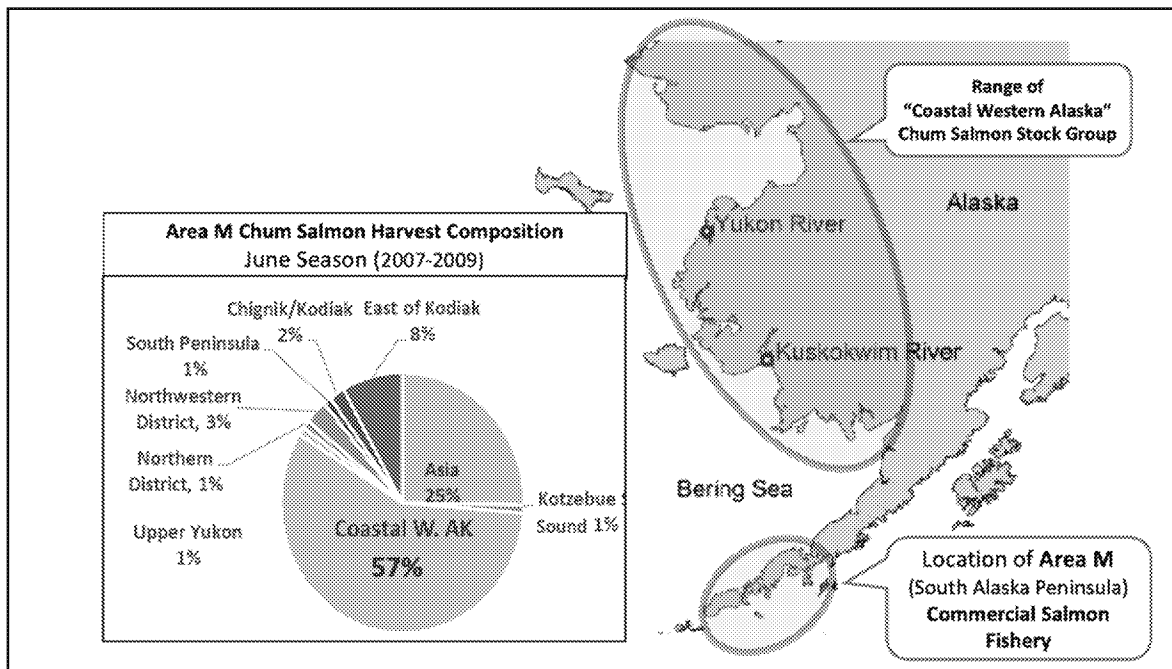 Area M Chum Salmon Harvest Composition
June Season (2007-2009)
Chignik/Kodiak
2%
East of Kodiak
8%
South Peninsula
1%
Northwestern
District, 3%
Northern
District, 1%
Upper Yukon
1%
Asia
25%
Kotzebue S
Sound 1%
Coastal W. AK
57%
Range of
"Coastal Western Alaska"
Chum Salmon Stock Group
Alaska
Yukon River
Kuskokwim River
Bering Sea
Location of Area M
(South Alaska Peninsula)
Commercial Salmon
Fishery